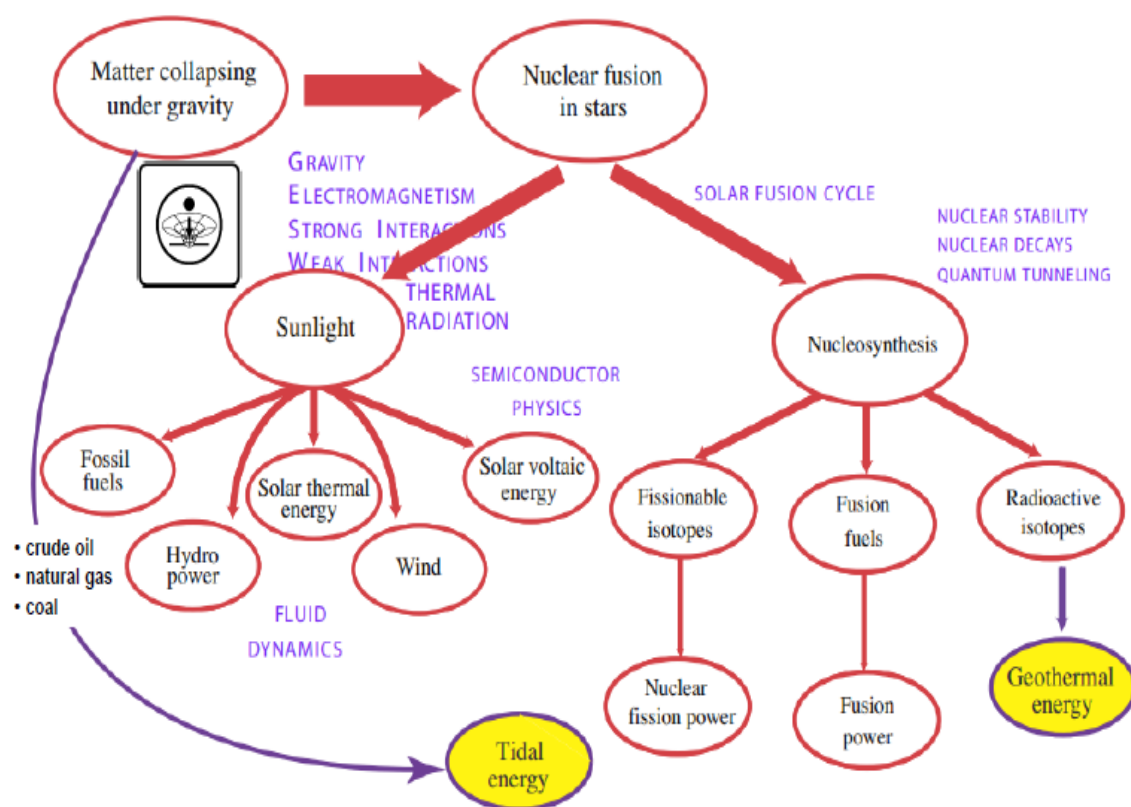 Matter collapsing
under gravity
Nuclear fusion
in stars
GRAVITY
ELECTROMAGNETISM
STRONG INTERACTIONS
WEAK INTERACTIONS
THERMAL
RADIATION
SOLAR FUSION CYCLE
NUCLEAR STABILITY
NUCLEAR DECAYS
QUANTUM TUNNELING
Sunlight
Nucleosynthesis
SEMICONDUCTOR
PHYSICS
Fossil
fuels
Solar thermal
energy
Solar voltaic
energy
Hydro
power
Wind
• crude oil
• natural gas
• coal
FLUID
DYNAMICS
Fissionable
isotopes
Fusion
fuels
Radioactive
isotopes
Nuclear
fission power
Fusion
power
Geothermal
energy
Tidal
energy